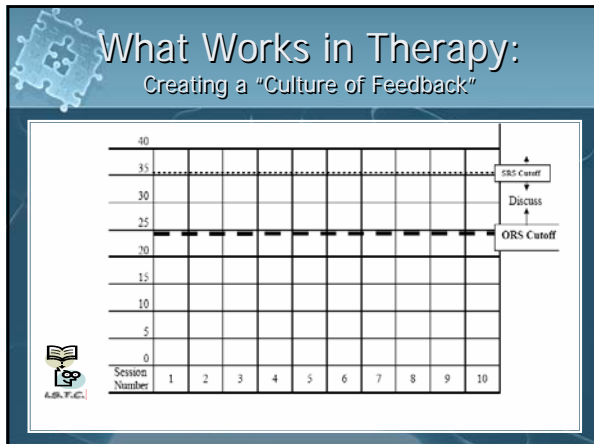 What Works in Therapy:
Creating a "Culture of Feedback"
40
35
SRS Cutoff
30
Discuss
25
ORS Cutoff
20
15
10
5
0
Session Number 1 2 3 4 5 6 7 8 9 10
I.S.T.C.